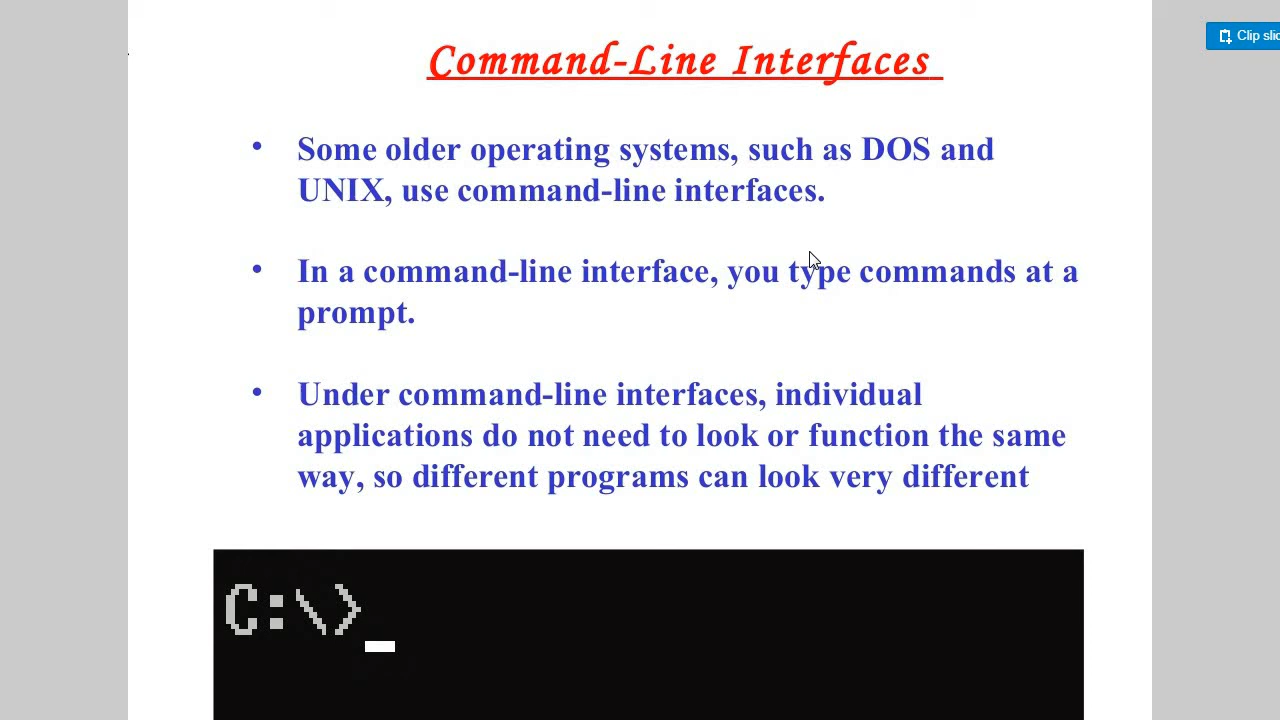 Command-Line Interfaces
• Some older operating systems, such as DOS and
UNIX, use command-line interfaces.
• In a command-line interface, you type commands at a
prompt.
• Under command-line interfaces, individual
applications do not need to look or function the same
way, so different programs can look very different
C:\>_
Clip slid